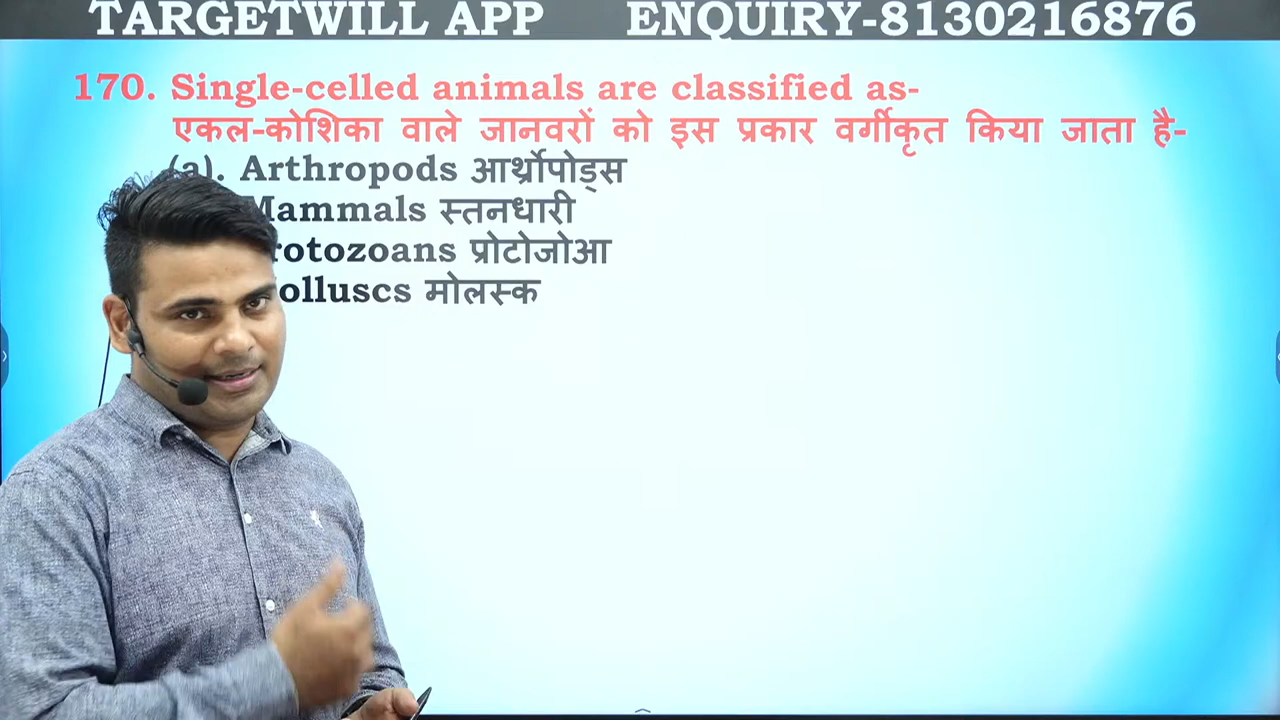 TARGETWILL APP ENQUIRY-8130216876
170. Single-celled animals are classified as-
एकल-कोशिका वाले जानवरों को इस प्रकार वर्गीकृत किया जाता है-
(a). Arthropods आर्थ्रोपोड्स
Mammals स्तनधारी
rotozoans प्रोटोजोआ
olluscs मोलस्क